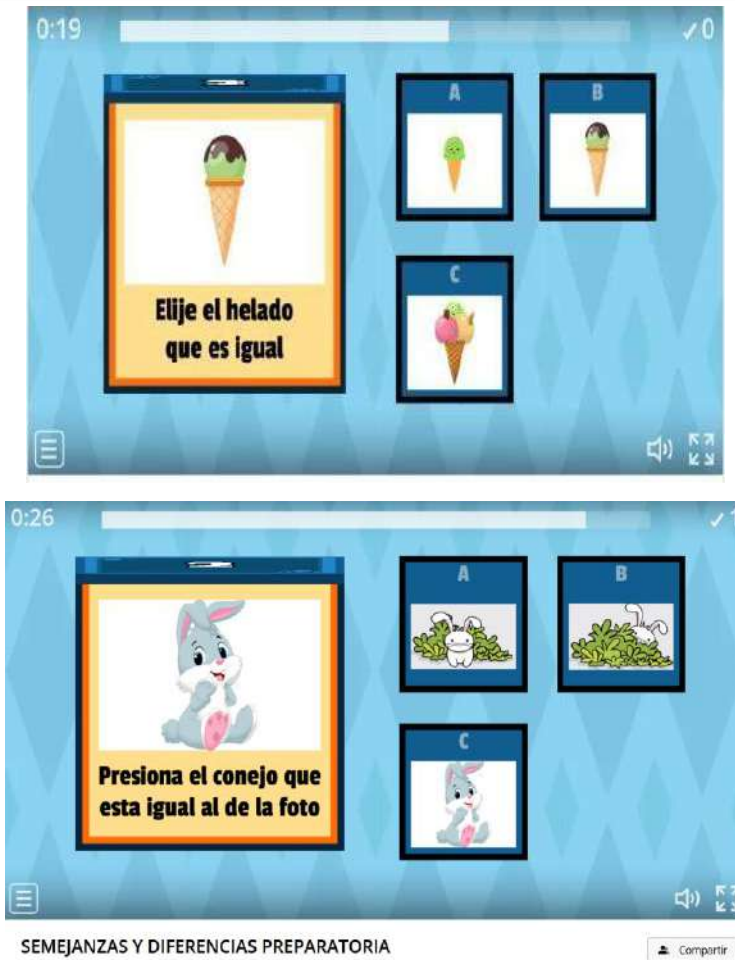 0:19
✓0
A
B
Elije el helado
que es igual
C
0:26
✓1
A
B
Presiona el conejo que
esta igual al de la foto
C
SEMEJANZAS Y DIFERENCIAS PREPARATORIA
Compartir